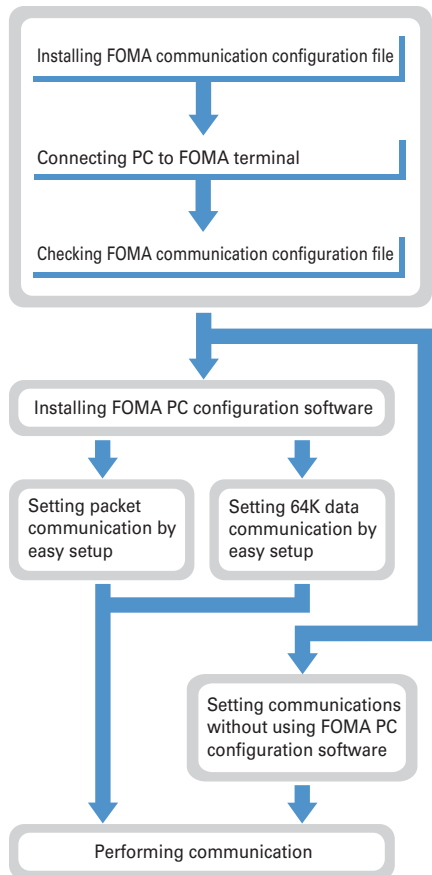 Installing FOMA communication configuration file
Connecting PC to FOMA terminal
Checking FOMA communication configuration file
Installing FOMA PC configuration software
Setting packet
communication by
easy setup
Setting 64K data
communication by
easy setup
Setting communications
without using FOMA PC
configuration software
Performing communication